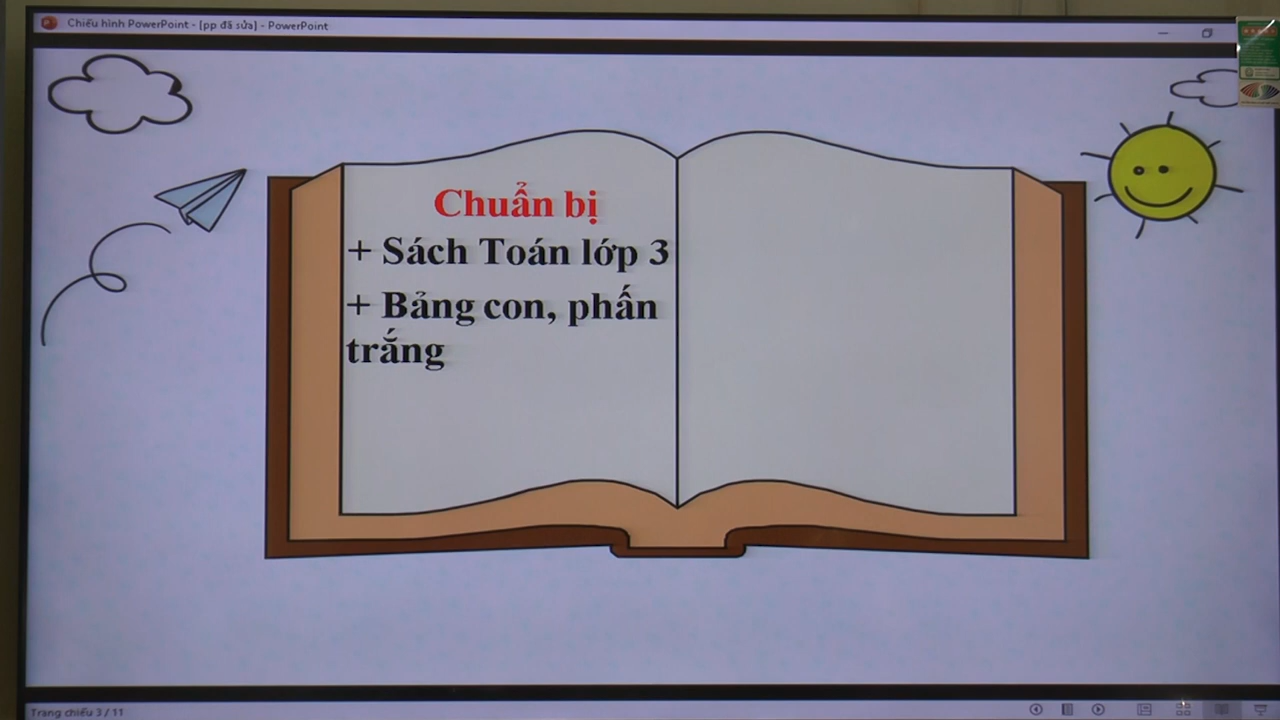 Chiếu hình PowerPoint - [pp đã sửa] - PowerPoint
Chuẩn bị
+ Sách Toán lớp 3
+ Bảng con, phấn
trắng
Trang chiếu 3 / 11